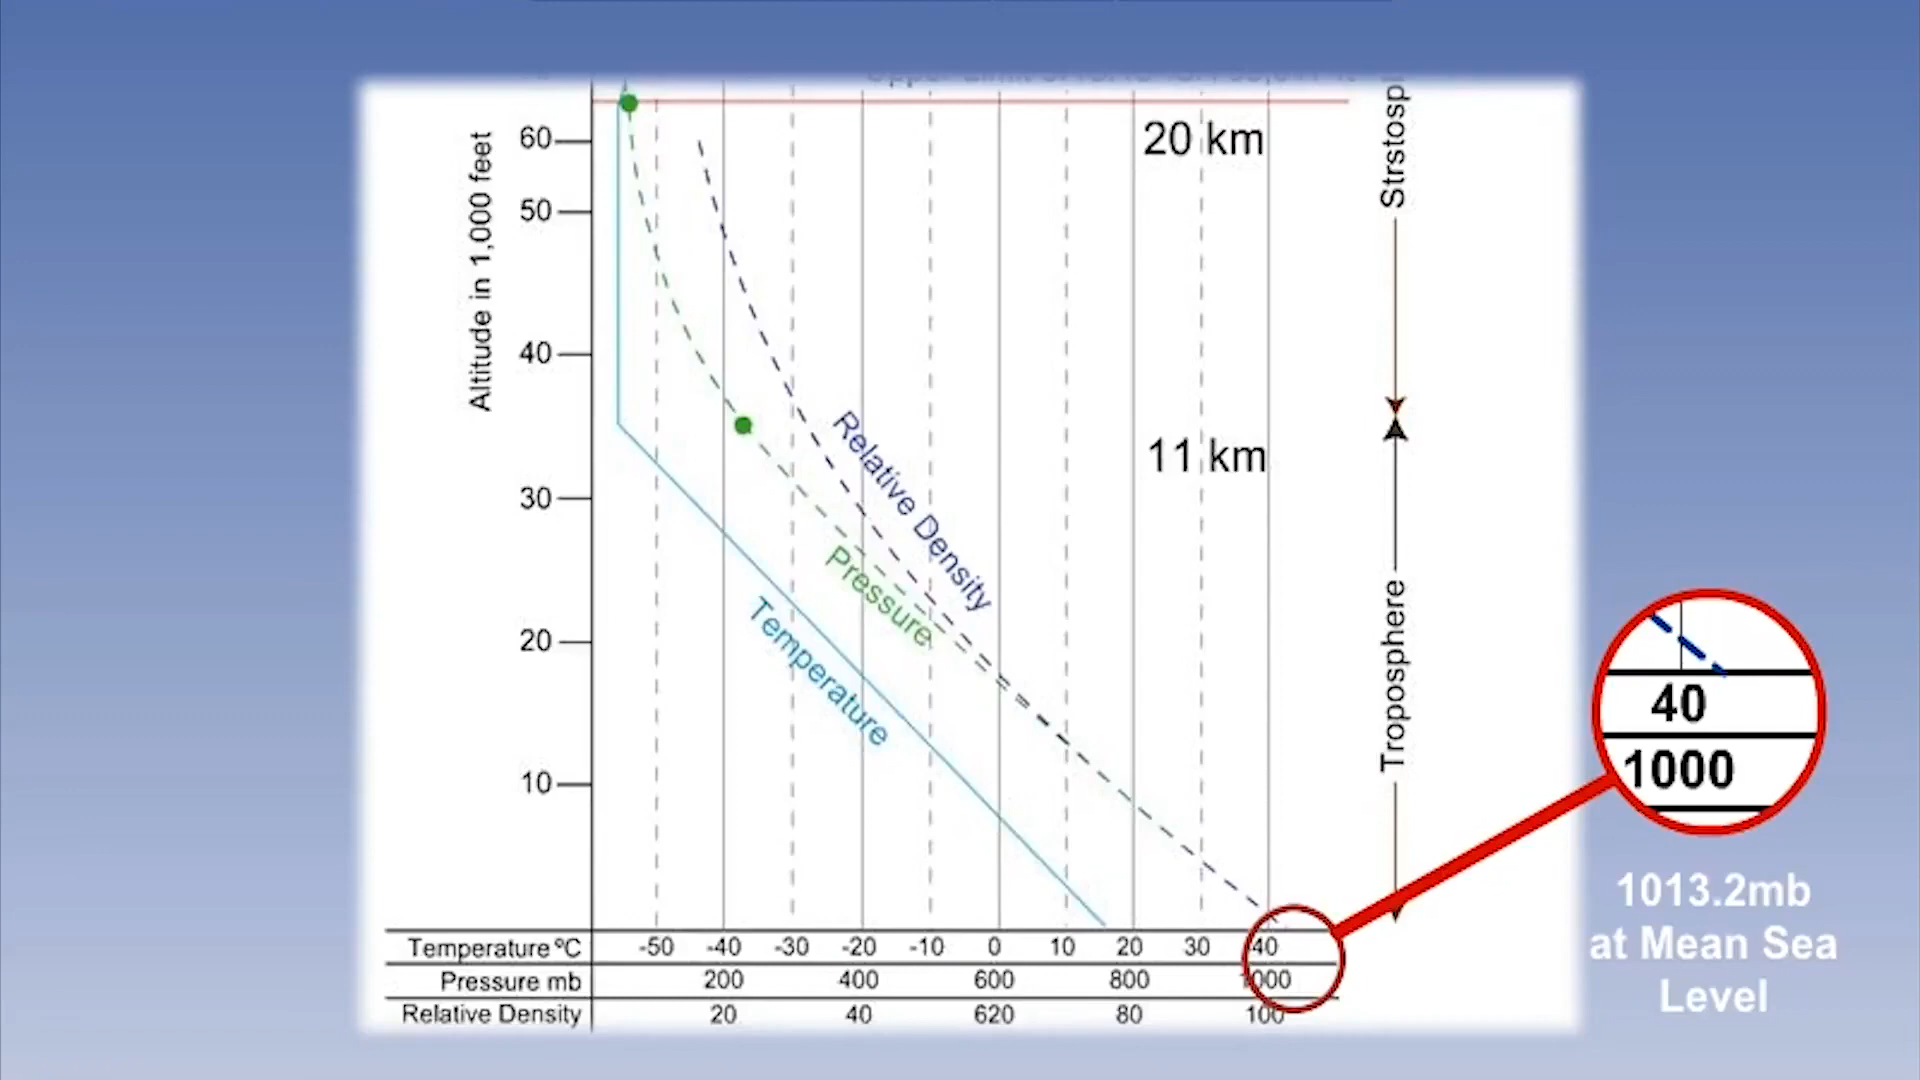 20 km
Strstosp
60
50
Altitude in 1,000 feet
40
11 km
30
Relative Density
Pressure
Temperature
20
Troposphere
10
40
1000
1013.2mb
at Mean Sea
Level
Temperature ºC -50 -40 -30 -20 -10 0 10 20 30 40
Pressure mb 200 400 600 800 1000
Relative Density 20 40 620 80 100